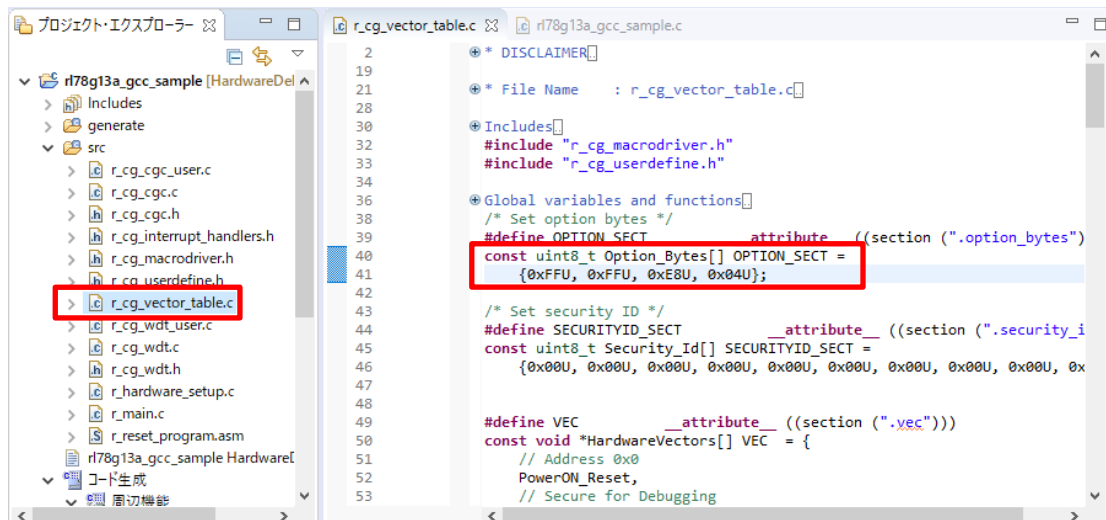 プロジェクト・エクスプローラー
rl78g13a_gcc_sample [HardwareDel
Includes
generate
src
r_cg_cgc_user.c
r_cg_cgc.c
r_cg_cgc.h
r_cg_interrupt_handlers.h
r_cg_macrodriver.h
r_cg_userdefine.h
r_cg_vector_table.c
r_cg_wdt_user.c
r_cg_wdt.c
r_cg_wdt.h
r_hardware_setup.c
r_main.c
r_reset_program.asm
rl78g13a_gcc_sample Hardware[
コード生成
周辺機能
r_cg_vector_table.c
rl78g13a_gcc_sample.c
2 * DISCLAIMER
19
21 * File Name    : r_cg_vector_table.c
28
30 Includes
32 #include "r_cg_macrodriver.h"
33 #include "r_cg_userdefine.h"
34
36 Global variables and functions
38 /* Set option bytes */
39 #define OPTION_SECT __attribute__ ((section (".option_bytes")
40 const uint8_t Option_Bytes[] OPTION_SECT =
41 {0xFFU, 0xFFU, 0xE8U, 0x04U};
42
43 /* Set security ID */
44 #define SECURITYID_SECT __attribute__ ((section (".security_i
45 const uint8_t Security_Id[] SECURITYID_SECT =
46 {0x00U, 0x00U, 0x00U, 0x00U, 0x00U, 0x00U, 0x00U, 0x00U, 0x
47
48
49 #define VEC __attribute__ ((section (".vec")))
50 const void *HardwareVectors[] VEC = {
51 // Address 0x0
52 PowerON_Reset,
53 // Secure for Debugging